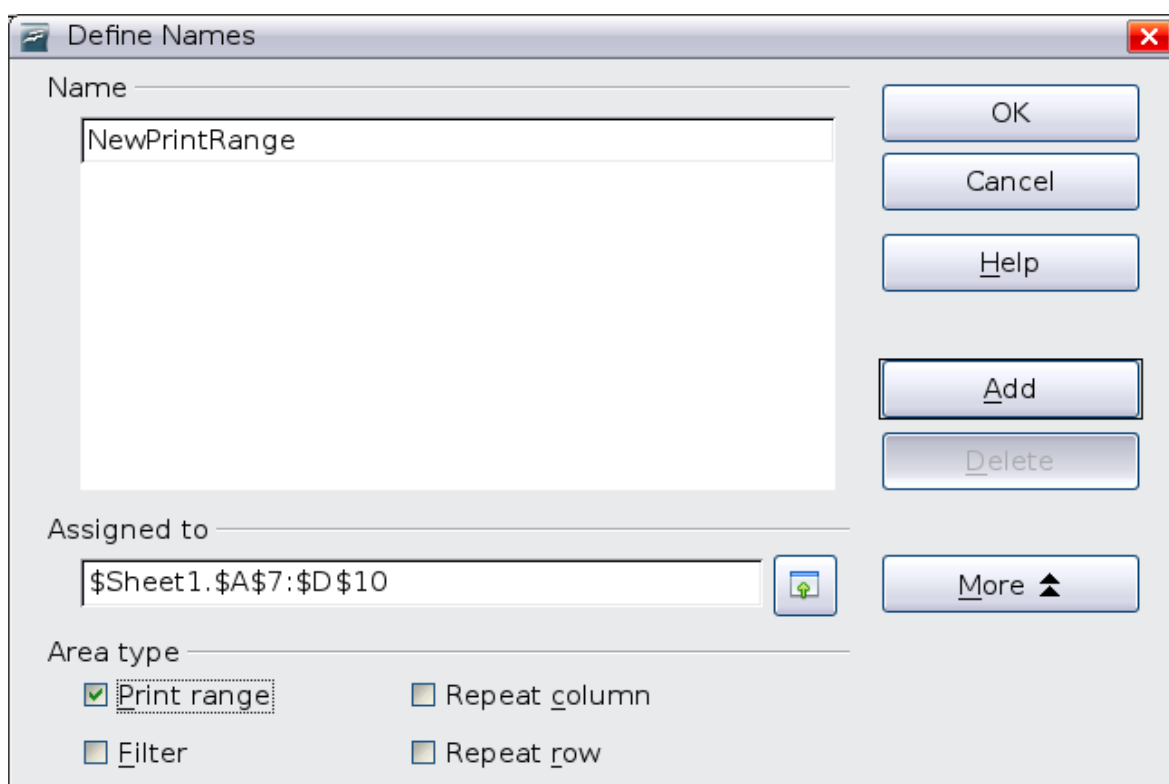 Define Names
Name
OK
NewPrintRange
Cancel
Help
Add
Delete
Assigned to
$Sheet1.$A$7:$D$10
More
Area type
Print range
Repeat column
Filter
Repeat row